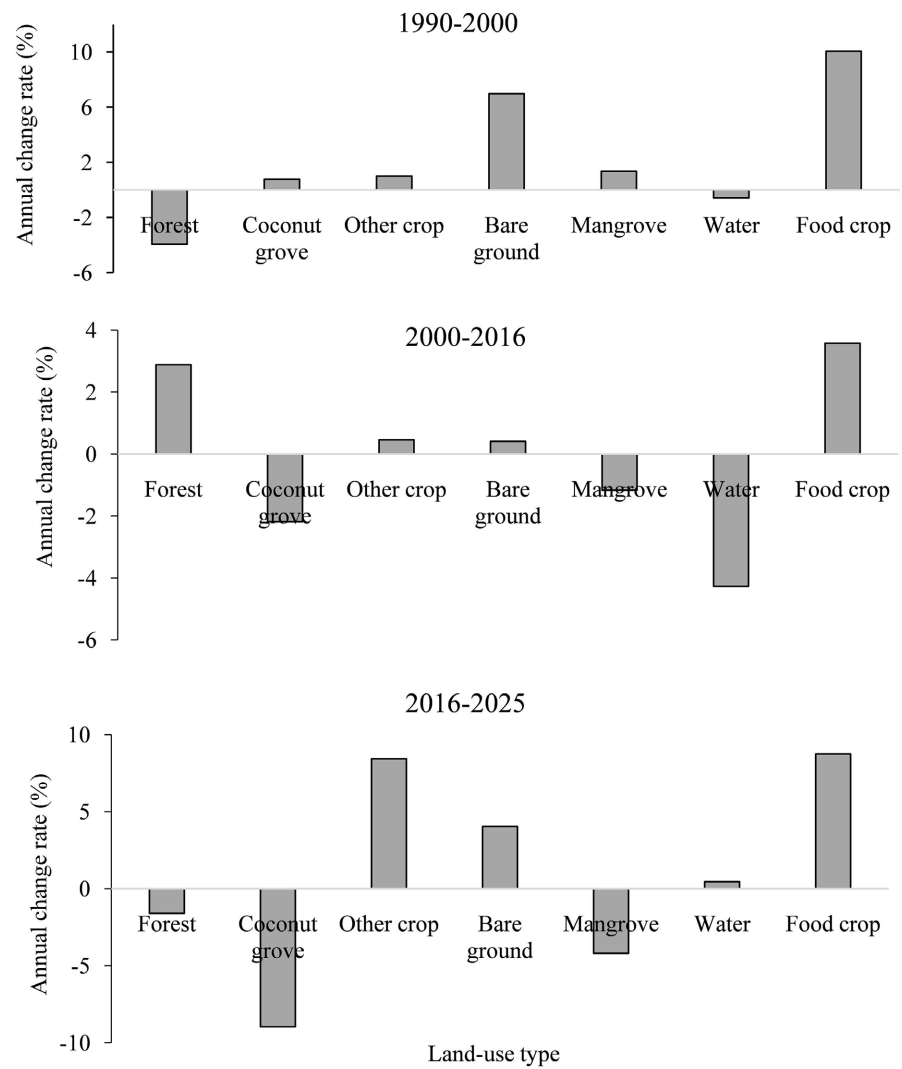 1990-2000
Annual change rate (%)
10
6
2
-2
-6
Forest
Coconut
grove
Other crop
Bare
ground
Mangrove
Water
Food crop
2000-2016
Annual change rate (%)
4
2
0
-2
-4
-6
Forest
Coconut
grove
Other crop
Bare
ground
Mangrove
Water
Food crop
2016-2025
Annual change rate (%)
10
5
0
-5
-10
Forest
Coconut
grove
Other crop
Bare
ground
Mangrove
Water
Food crop
Land-use type